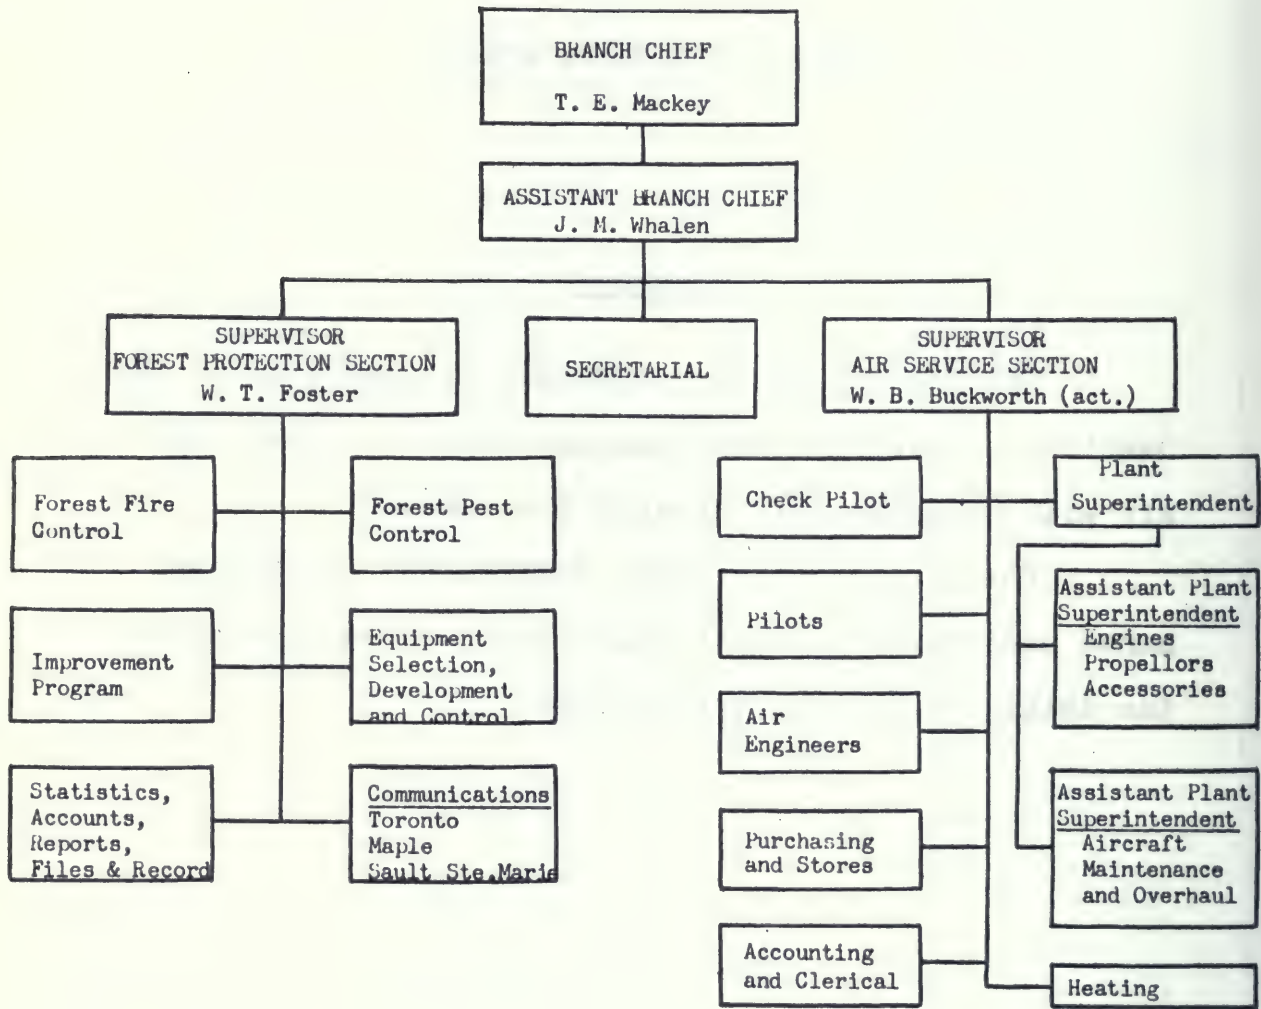 BRANCH CHIEF
T. E. Mackey
ASSISTANT BRANCH CHIEF
J. M. Whalen
SUPERVISOR
FOREST PROTECTION SECTION
W. T. Foster
SECRETARIAL
SUPERVISOR
AIR SERVICE SECTION
W. B. Buckworth (act.)
Forest Fire
Control
Forest Pest
Control
Improvement
Program
Equipment
Selection,
Development
and Control
Statistics,
Accounts,
Reports,
Files & Record
Communications
Toronto
Maple
Sault Ste.Marie
Check Pilot
Plant
Superintendent
Pilots
Assistant Plant
Superintendent
Engines
Propellors
Accessories
Air
Engineers
Purchasing
and Stores
Assistant Plant
Superintendent
Aircraft
Maintenance
and Overhaul
Accounting
and Clerical
Heating